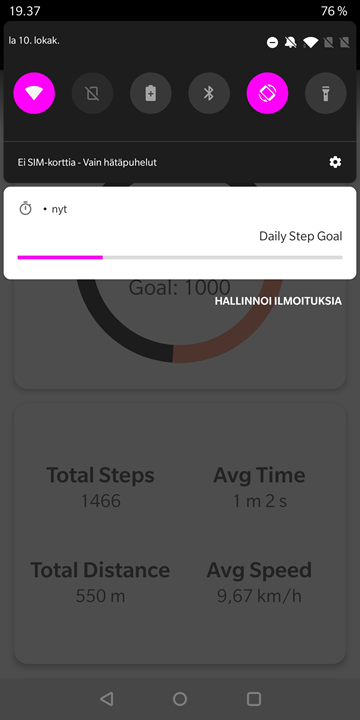 19.37
76 %
la 10. lokak.
Ei SIM-korttia - Vain hätäpuhelut
• nyt
Daily Step Goal
Goal: 1000
HALLINNOI ILMOITUKSIA
Total Steps
1466
Avg Time
1 m 2 s
Total Distance
550 m
Avg Speed
9,67 km/h